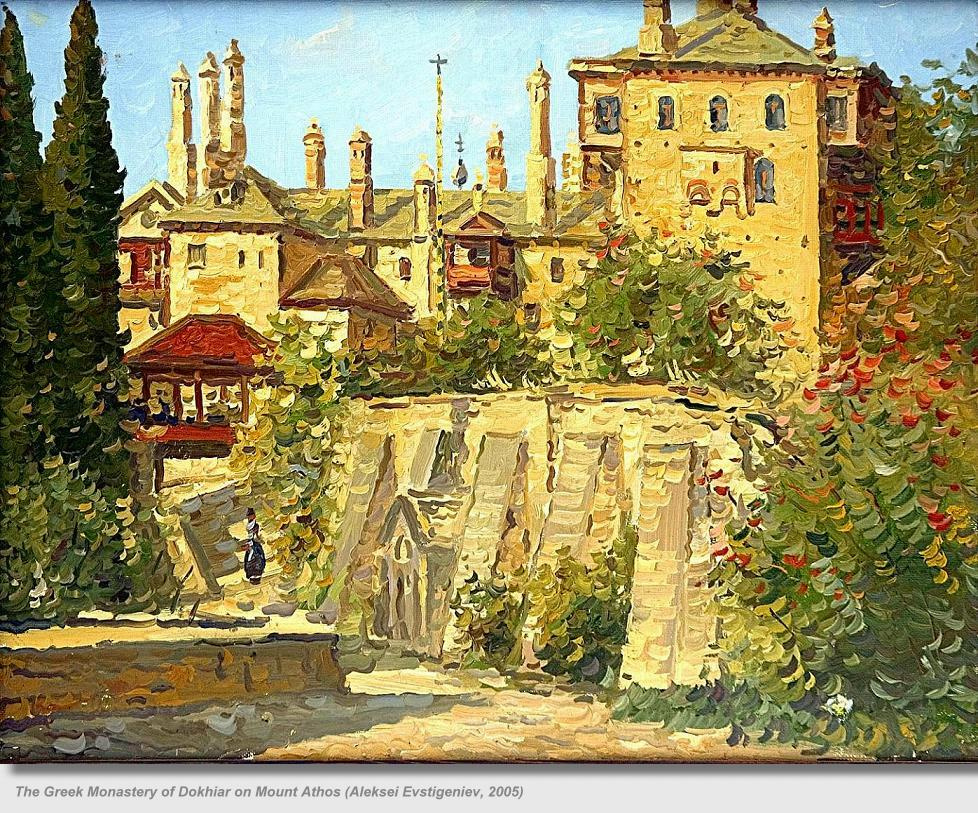 The Greek Monastery of Dokhiar on Mount Athos (Aleksei Evstigeniev, 2005)